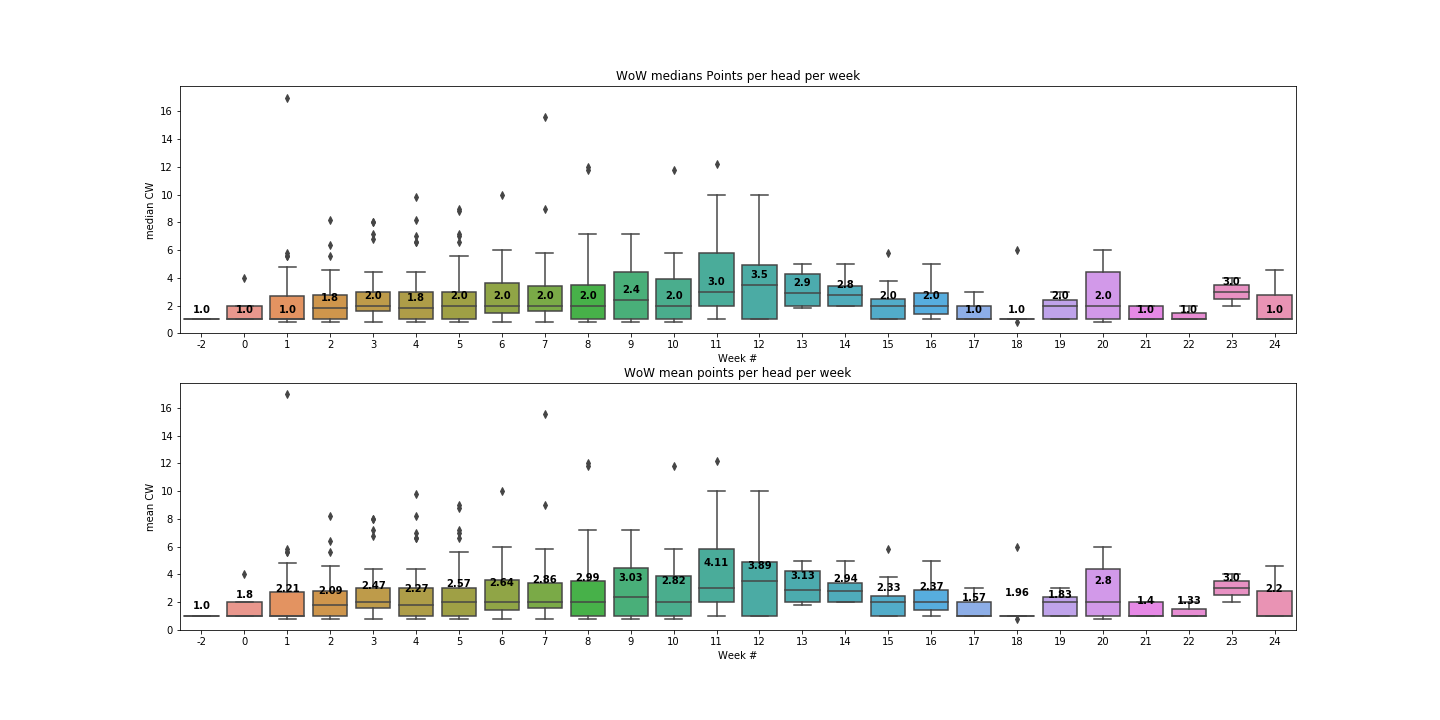 WoW medians Points per head per week
median CW
16
14
12
10
8
6
4
2
0
1.0 1.0 1.0 1.8 2.0 1.8 2.0 2.0 2.0 2.0 2.4 2.0 3.0 3.5 2.9 2.8 2.0 2.0 1.0 1.0 2.0 2.0 1.0 1.0 3.0 1.0
-2 0 1 2 3 4 5 6 7 8 9 10 11 12 13 14 15 16 17 18 19 20 21 22 23 24
Week #
WoW mean points per head per week
mean CW
16
14
12
10
8
6
4
2
0
1.0 1.8 2.21 2.09 2.47 2.27 2.57 2.64 2.86 2.99 3.03 2.82 4.11 3.89 3.13 2.94 2.33 2.37 1.57 1.96 1.83 2.8 1.4 1.33 3.0 2.2
-2 0 1 2 3 4 5 6 7 8 9 10 11 12 13 14 15 16 17 18 19 20 21 22 23 24
Week #